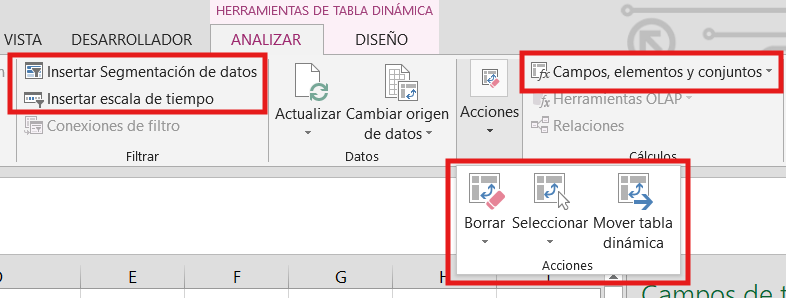 HERRAMIENTAS DE TABLA DINÁMICA
VISTA DESARROLLADOR ANALIZAR DISEÑO
Insertar Segmentación de datos
Insertar escala de tiempo
Conexiones de filtro
Filtrar
Actualizar
Cambiar origen
de datos
Datos
Acciones
Campos, elementos y conjuntos
Herramientas OLAP
Relaciones
Cálculos
Borrar
Seleccionar
Mover tabla
dinámica
Acciones
E F G H
Campos de t